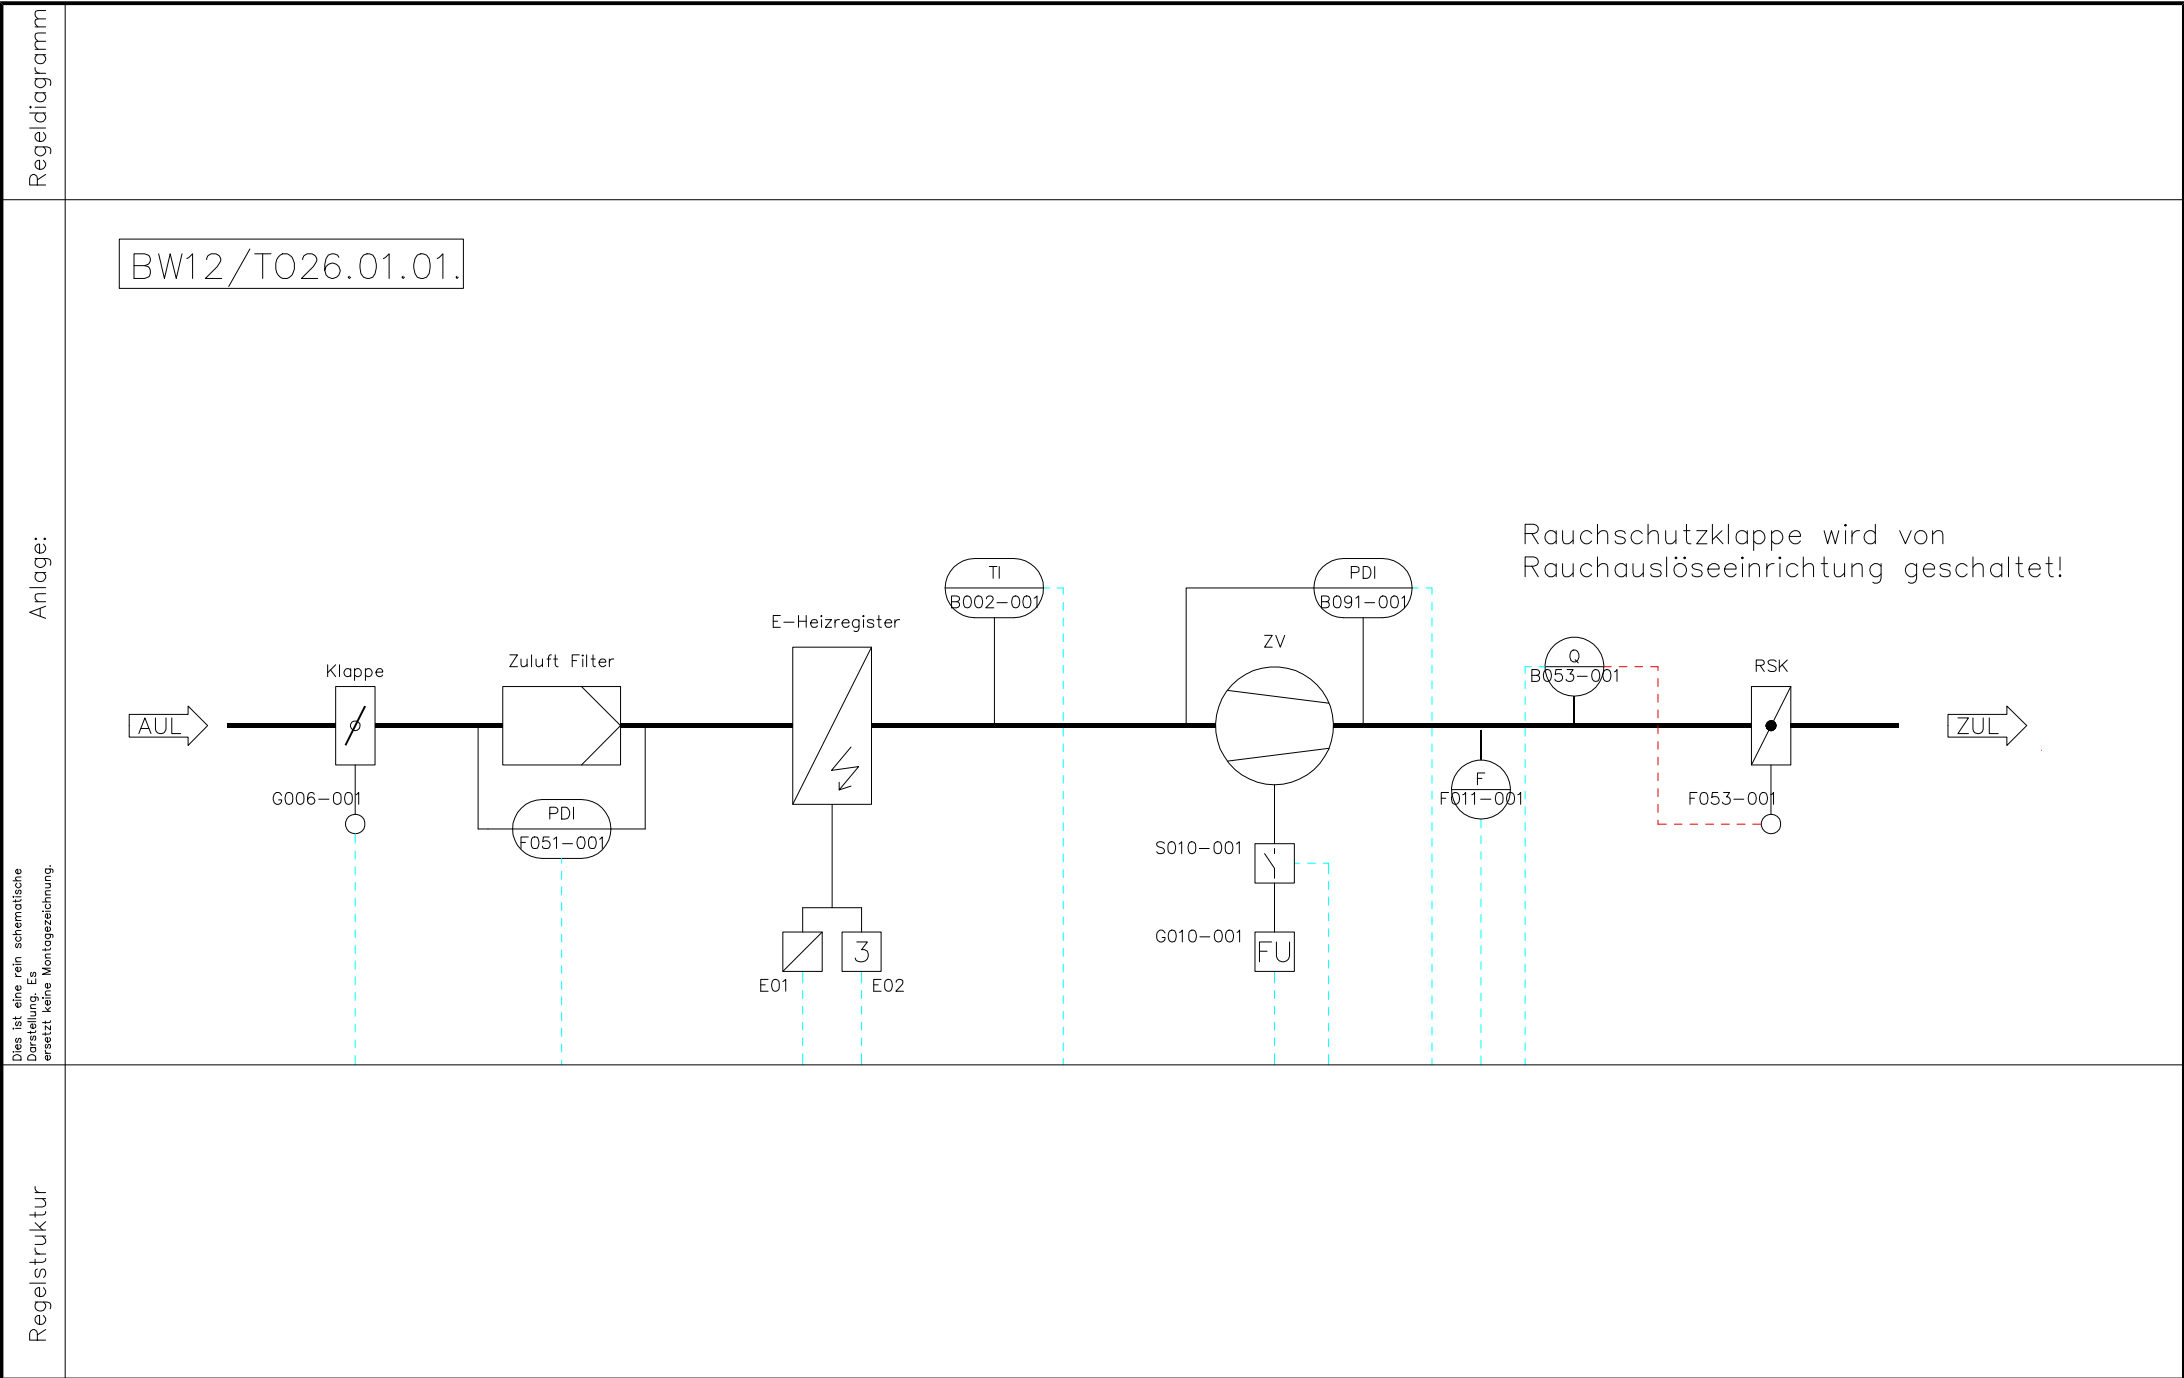 Regeldiagramm
BW12/TO26.01.01.
Anlage:
Rauchschutzklappe wird von
Rauchauslöseeinrichtung geschaltet!
TI
B002-001
PDI
B091-001
E-Heizregister
ZV
Klappe
Zuluft Filter
Q
B053-001
RSK
AUL
ZUL
G006-001
PDI
F051-001
F
F011-001
F053-001
S010-001
G010-001
FU
3
E01
E02
Dies ist eine rein schematische
Darstellung. Es
ersetzt keine Montagezeichnung.
Regelstruktur